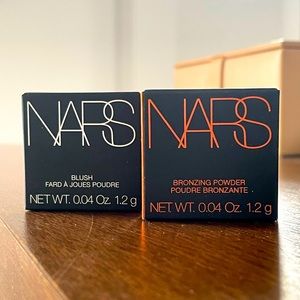 NARS
BLUSH
FARD À JOUES POUDRE
NET WT. 0.04 Oz. 1.2 g
NARS
BRONZING POWDER
POUDRE BRONZANTE
NET WT. 0.04 Oz. 1.2 g